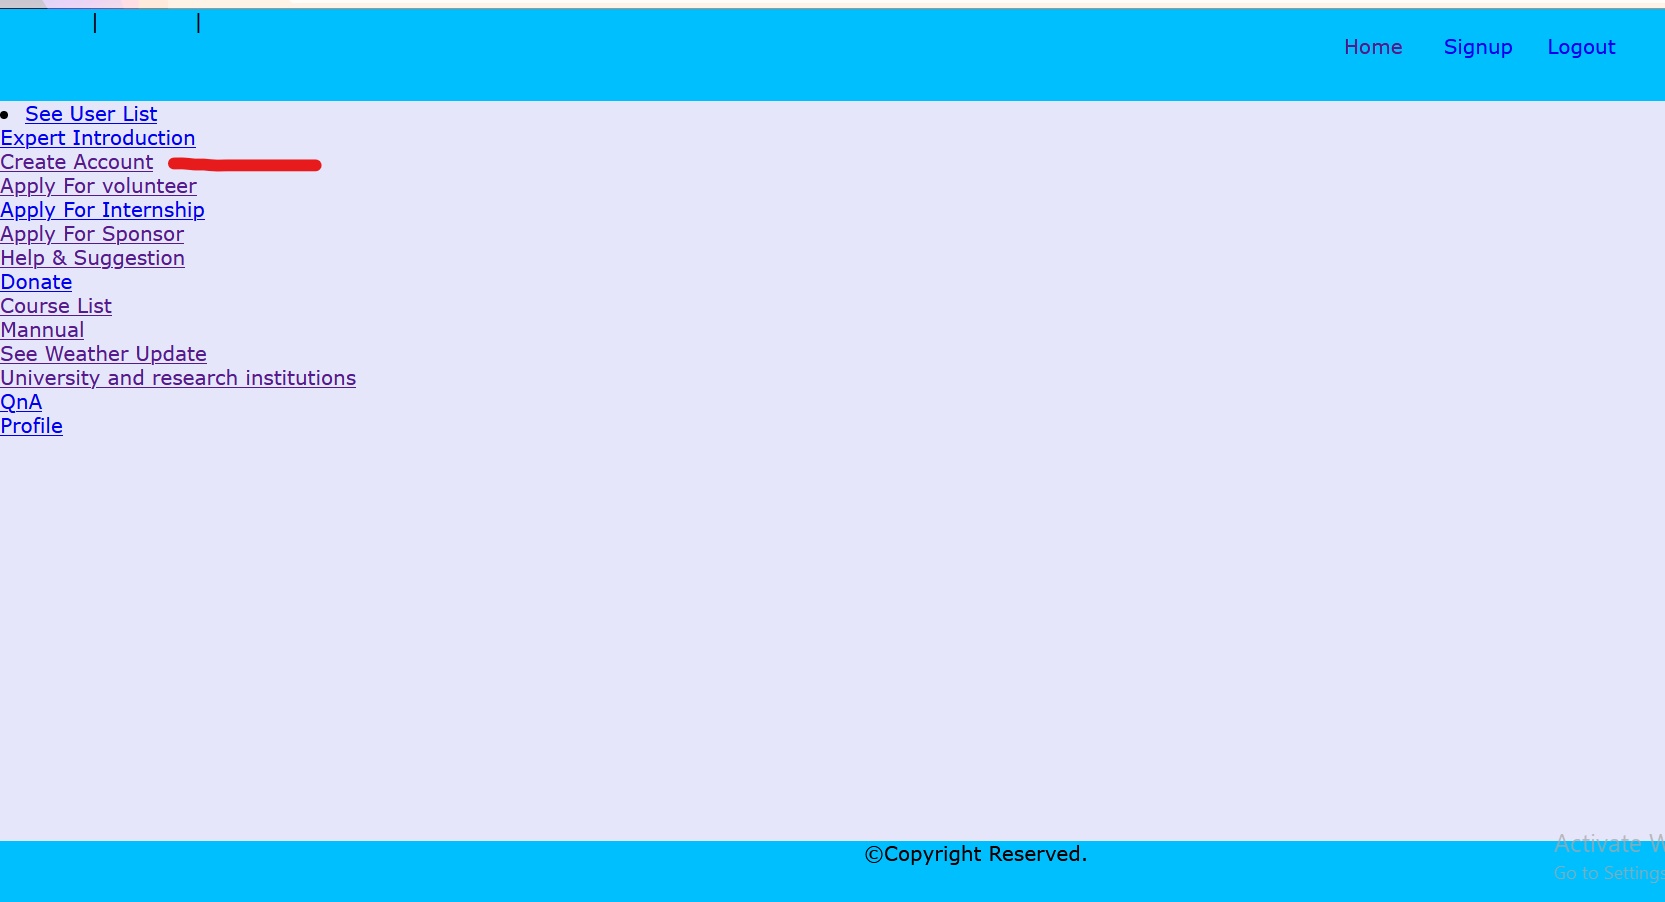 | |
Home Signup Logout
• See User List
Expert Introduction
Create Account
Apply For volunteer
Apply For Internship
Apply For Sponsor
Help & Suggestion
Donate
Course List
Mannual
See Weather Update
University and research institutions
QnA
Profile
©Copyright Reserved.
Activate W
Go to Settings